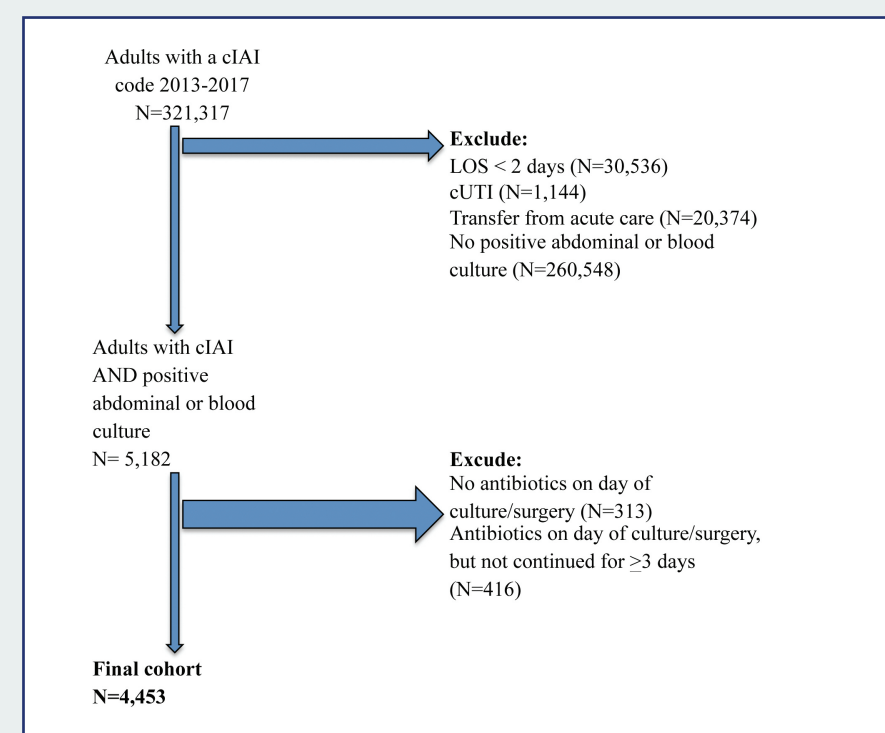 Adults with a cIAI
code 2013-2017
N=321,317
Exclude:
LOS < 2 days (N=30,536)
cUTI (N=1,144)
Transfer from acute care (N=20,374)
No positive abdominal or blood
culture (N=260,548)
Adults with cIAI
AND positive
abdominal or blood
culture
N= 5,182
Excude:
No antibiotics on day of
culture/surgery (N=313)
Antibiotics on day of culture/surgery,
but not continued for ≥3 days
(N=416)
Final cohort
N=4,453